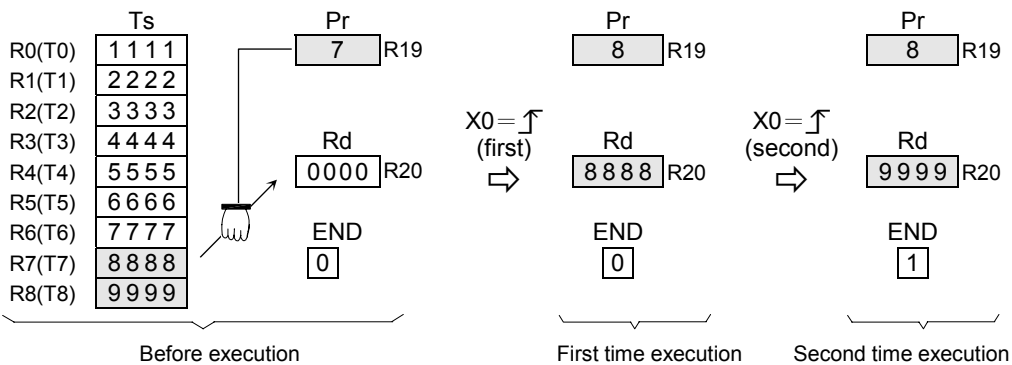 Ts Pr Pr Pr
R0(T0) 1111 7 R19 8 R19 8 R19
R1(T1) 2222
R2(T2) 3333
R3(T3) 4444 X0= X0=
(first) (second)
Rd Rd Rd
R4(T4) 5555 0000 R20 8888 R20 9999 R20
R5(T5) 6666
R6(T6) 7777 END END END
R7(T7) 8888 0 0 1
R8(T8) 9999
Before execution First time execution Second time execution